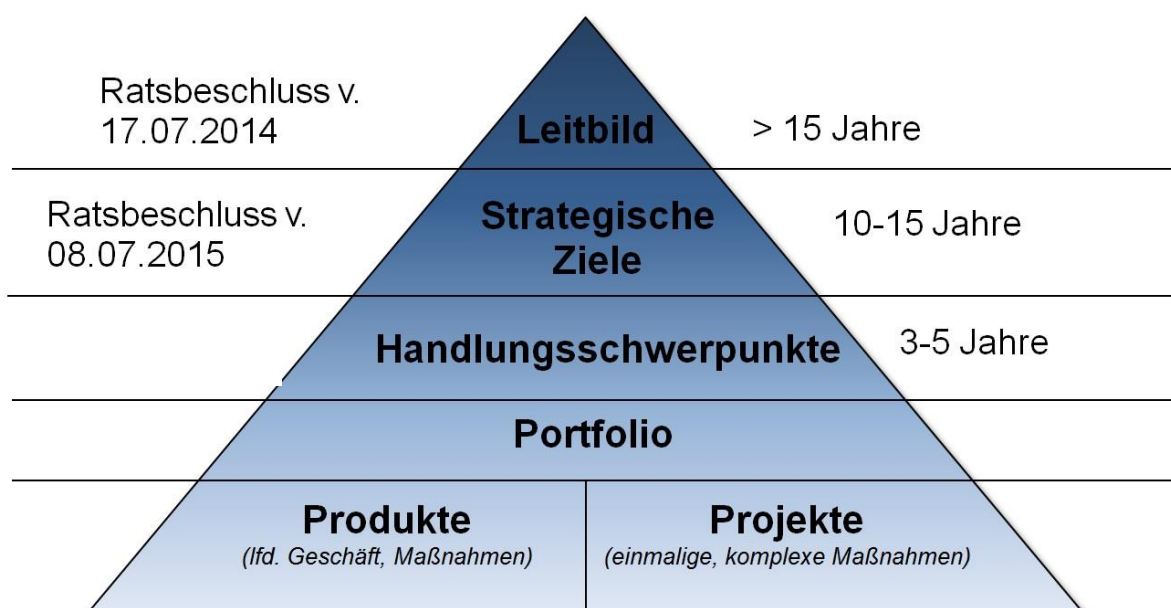 Ratsbeschluss v.
17.07.2014
Leitbild
> 15 Jahre
Ratsbeschluss v.
08.07.2015
Strategische
Ziele
10-15 Jahre
Handlungsschwerpunkte
3-5 Jahre
Portfolio
Produkte
(lfd. Geschäft, Maßnahmen)
Projekte
(einmalige, komplexe Maßnahmen)